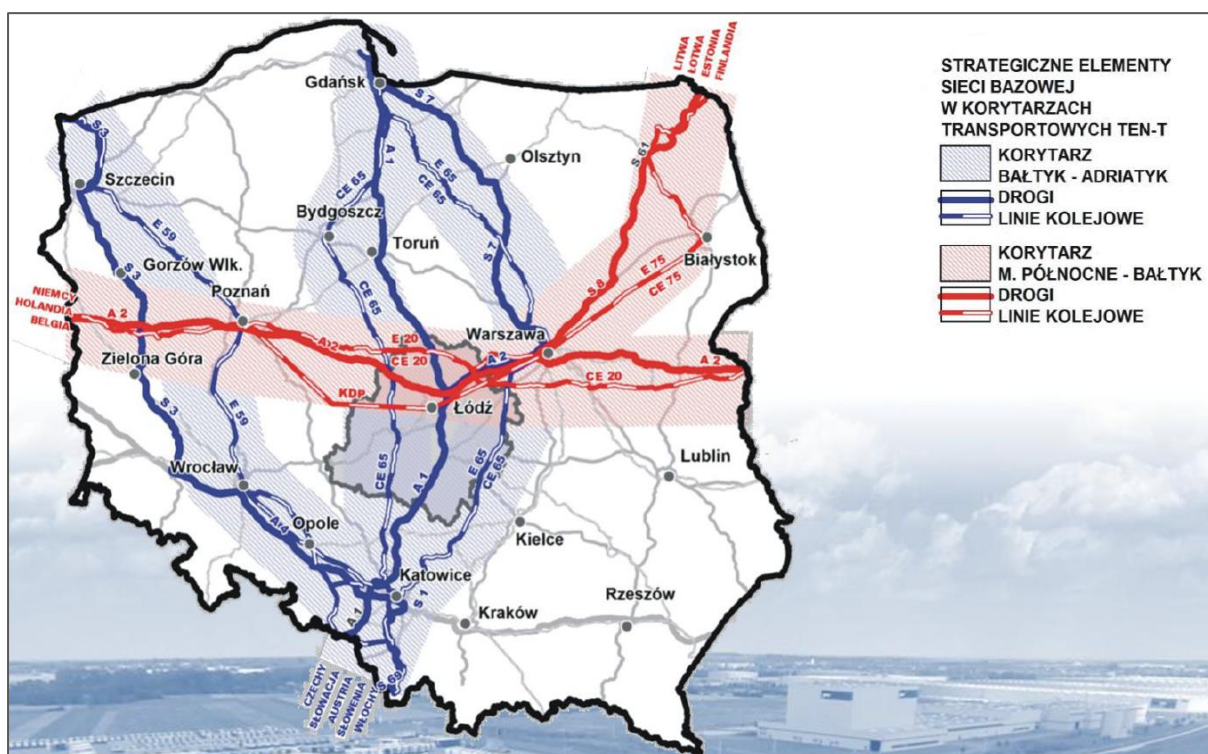 STRATEGICZNE ELEMENTY
SIECI BAZOWEJ
W KORYTARZACH
TRANSPORTOWYCH TEN-T
KORYTARZ
BAŁTYK - ADRIATYK
DROGI
LINIE KOLEJOWE
KORYTARZ
M. PÓŁNOCNE - BAŁTYK
DROGI
LINIE KOLEJOWE
LITWA
ŁOTWA
ESTONIA
FINLANDIA
Gdańsk
S 7
S 3
A 1
S 61
Olsztyn
E 65
CE 65
Szczecin
CE 65
Bydgoszcz
E 59
Toruń
S 7
Białystok
Gorzów Wlk.
S 3
S 8
E 75
CE 75
Poznań
NIEMCY
HOLANDIA
BELGIA
A 2
CE 65
Warszawa
A 2
E 20
CE 20
A 2
A 2
CE 20
Zielona Góra
KDP
Łódź
S 3
E 59
Wrocław
CE 65
A 1
E 65
CE 65
Lublin
A 4
Opole
Kielce
Katowice
S 1
A 1
Kraków
Rzeszów
S 69
CZECHY
SŁOWACJA
AUSTRIA
SŁOWENIA
WŁOCHY